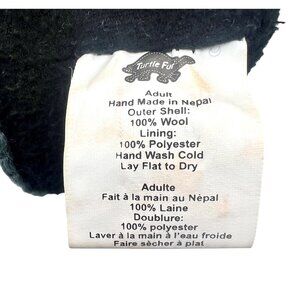 Turtle Fur
Adult
Hand Made in Nepal
Outer Shell:
100% Wool
Lining:
100% Polyester
Hand Wash Cold
Lay Flat to Dry
Adulte
Fait à la main au Népal
100% Laine
Doublure:
100% polyester
Laver à la main à l'eau froide
Faire sècher à plat